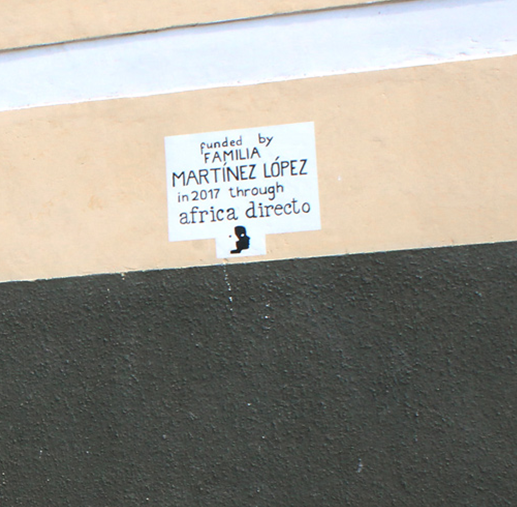 funded by
FAMILIA
MARTÍNEZ LÓPEZ
in 2017 through
africa directo